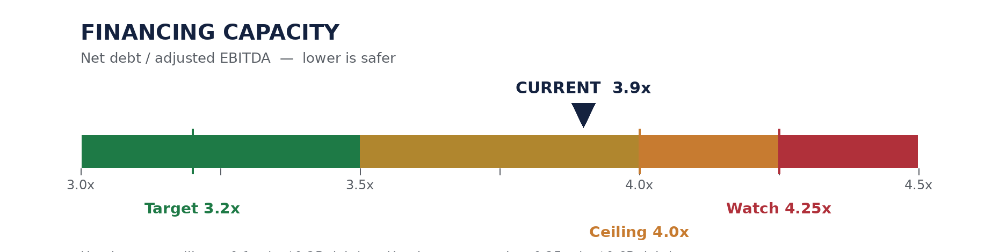 FINANCING CAPACITY
Net debt / adjusted EBITDA — lower is safer
CURRENT 3.9x
3.0x 3.5x 4.0x 4.5x
Target 3.2x Watch 4.25x
Ceiling 4.0x